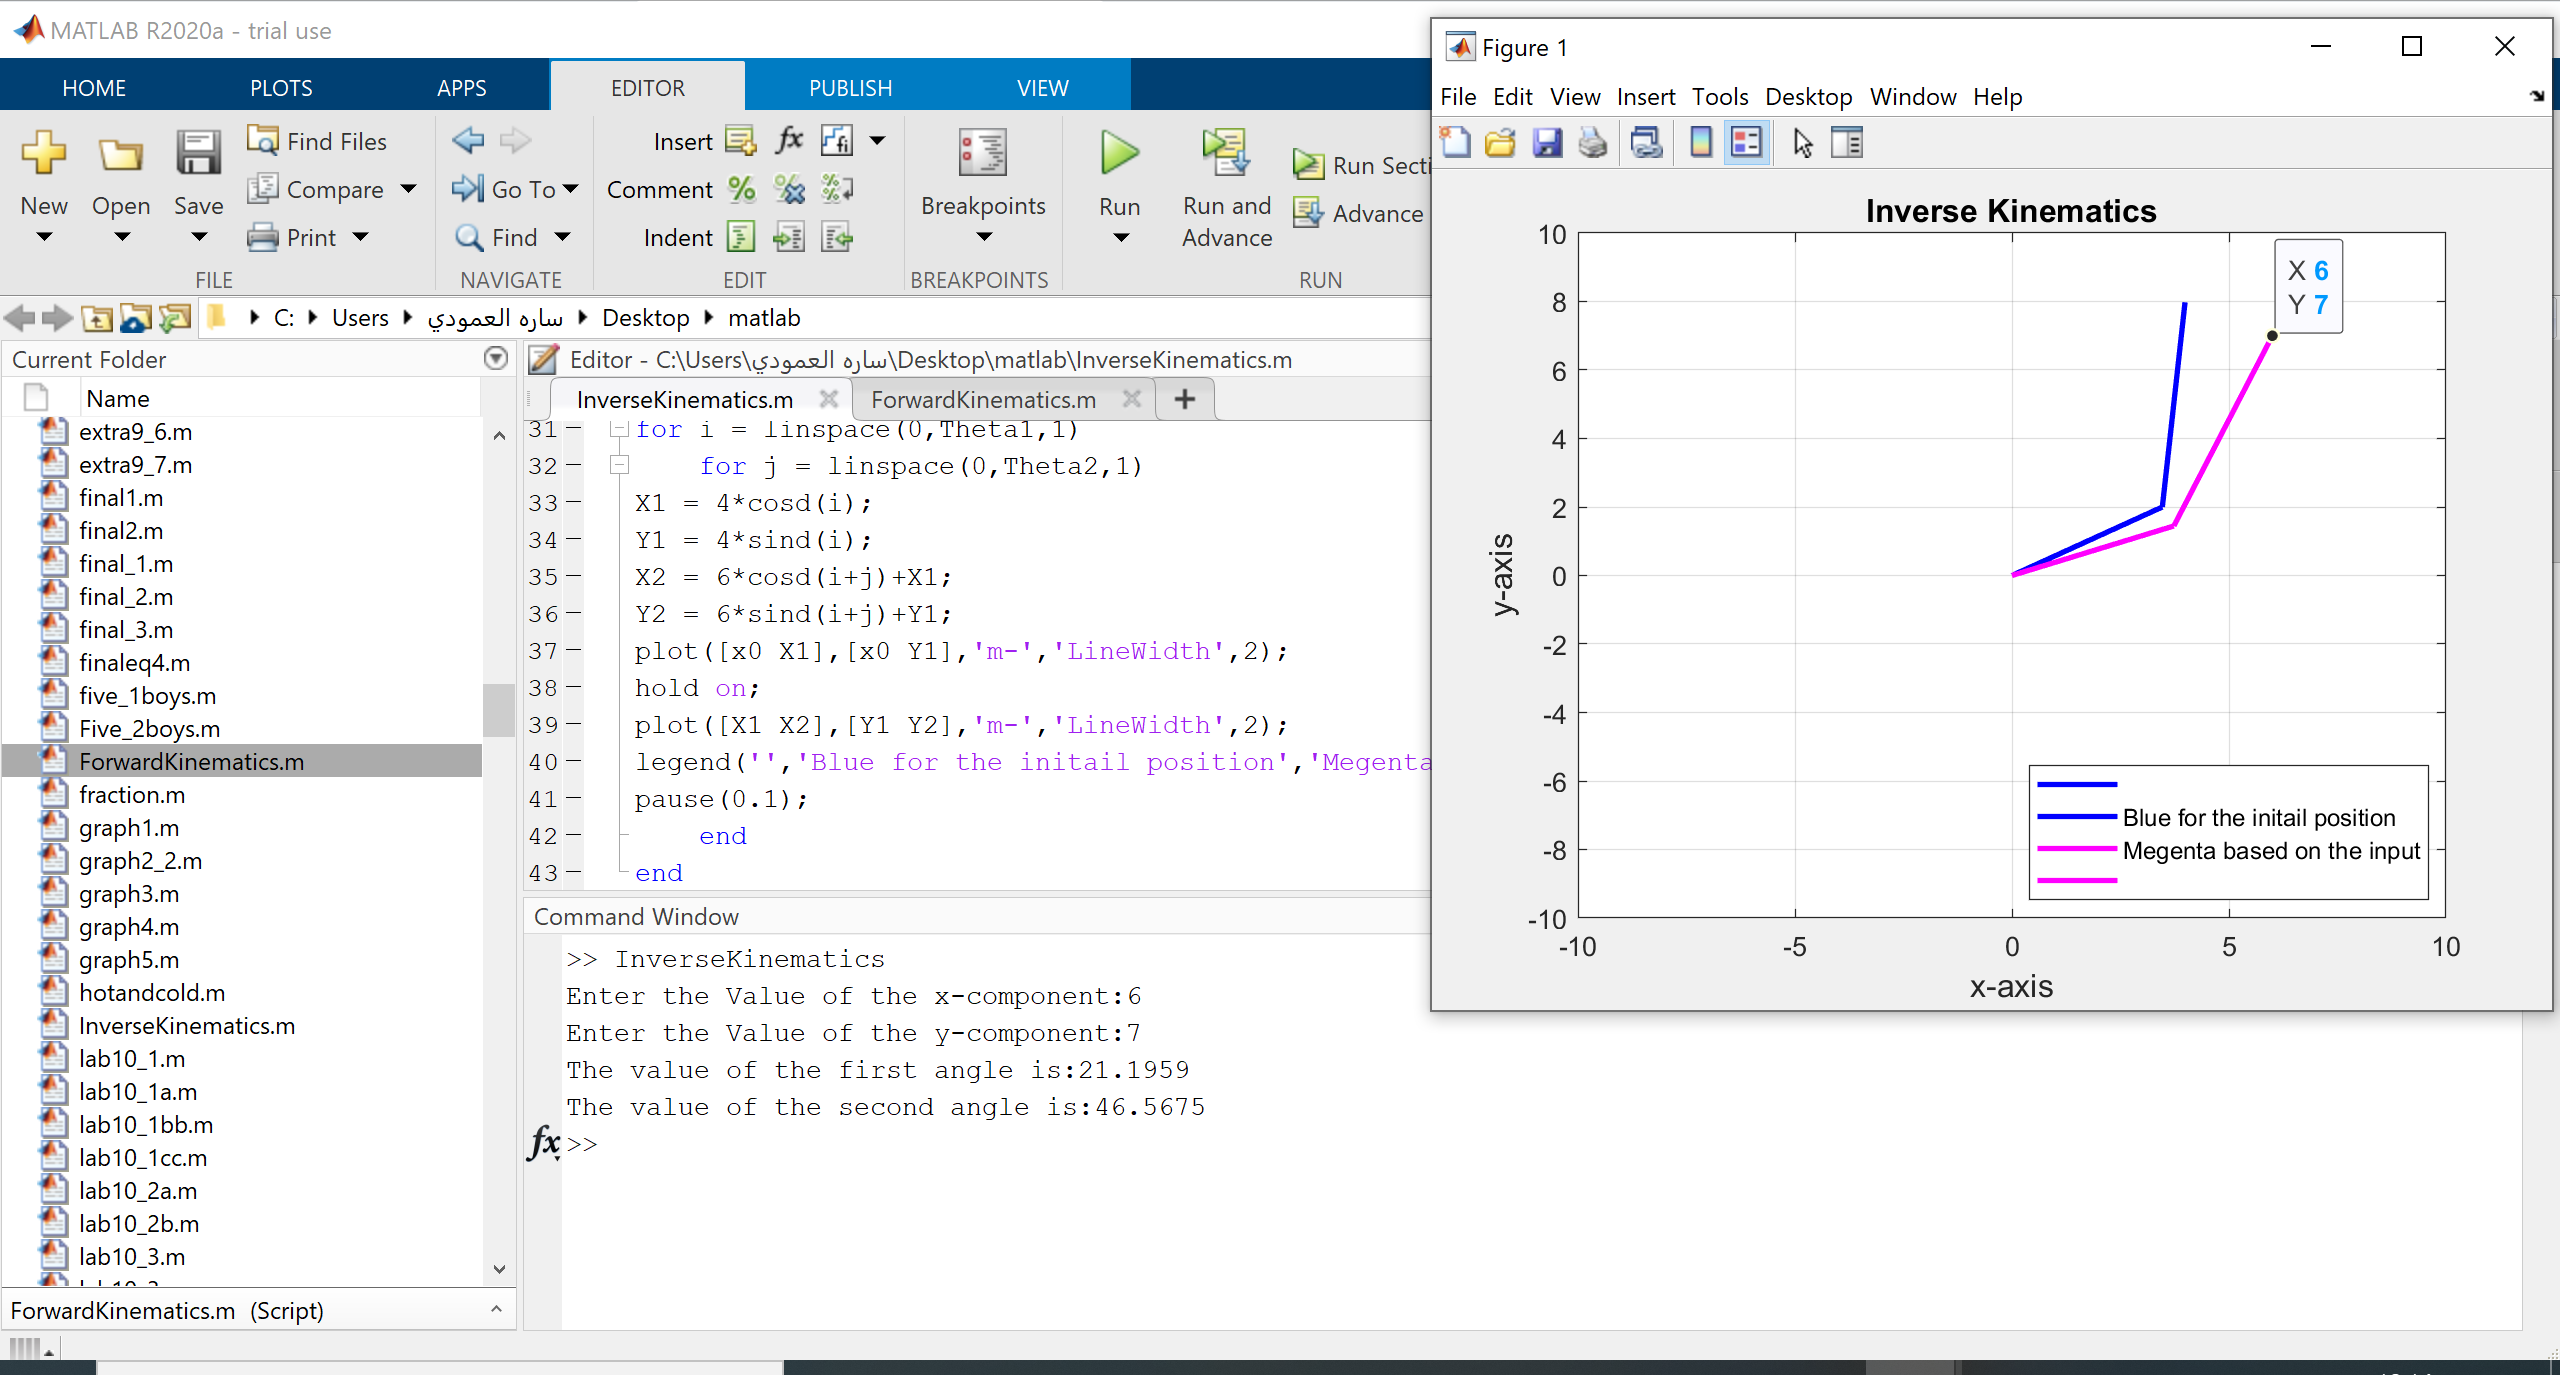 MATLAB R2020a - trial use
HOME PLOTS APPS EDITOR PUBLISH VIEW
New
Open
Save
Find Files
Compare
Print
FILE
Go To
Find
NAVIGATE
Insert fx fi
Comment
Indent
EDIT
Breakpoints
BREAKPOINTS
Run
Run and
Advance
Run Secti
Advance
RUN
C: Users ساره العمودي Desktop matlab
Current Folder
Name
extra9_6.m
extra9_7.m
final1.m
final2.m
final_1.m
final_2.m
final_3.m
finaleq4.m
five_1boys.m
Five_2boys.m
ForwardKinematics.m
fraction.m
graph1.m
graph2_2.m
graph3.m
graph4.m
graph5.m
hotandcold.m
InverseKinematics.m
lab10_1.m
lab10_1a.m
lab10_1bb.m
lab10_1cc.m
lab10_2a.m
lab10_2b.m
lab10_3.m
ForwardKinematics.m (Script)
Editor - C:\Users\ساره العمودي\Desktop\matlab\InverseKinematics.m
InverseKinematics.m ForwardKinematics.m +
31 for i = linspace(0,Theta1,1)
32 for j = linspace(0,Theta2,1)
33 X1 = 4*cosd(i);
34 Y1 = 4*sind(i);
35 X2 = 6*cosd(i+j)+X1;
36 Y2 = 6*sind(i+j)+Y1;
37 plot([x0 X1],[x0 Y1],'m-','LineWidth',2);
38 hold on;
39 plot([X1 X2],[Y1 Y2],'m-','LineWidth',2);
40 legend('','Blue for the initail position','Megenta
41 pause(0.1);
42 end
43 end
Command Window
>> InverseKinematics
Enter the Value of the x-component:6
Enter the Value of the y-component:7
The value of the first angle is:21.1959
The value of the second angle is:46.5675
fx >>
Figure 1
File Edit View Insert Tools Desktop Window Help
Inverse Kinematics
X 6
Y 7
10
8
6
4
2
0
-2
-4
-6
-8
-10
y-axis
-10 -5 0 5 10
x-axis
Blue for the initail position
Megenta based on the input